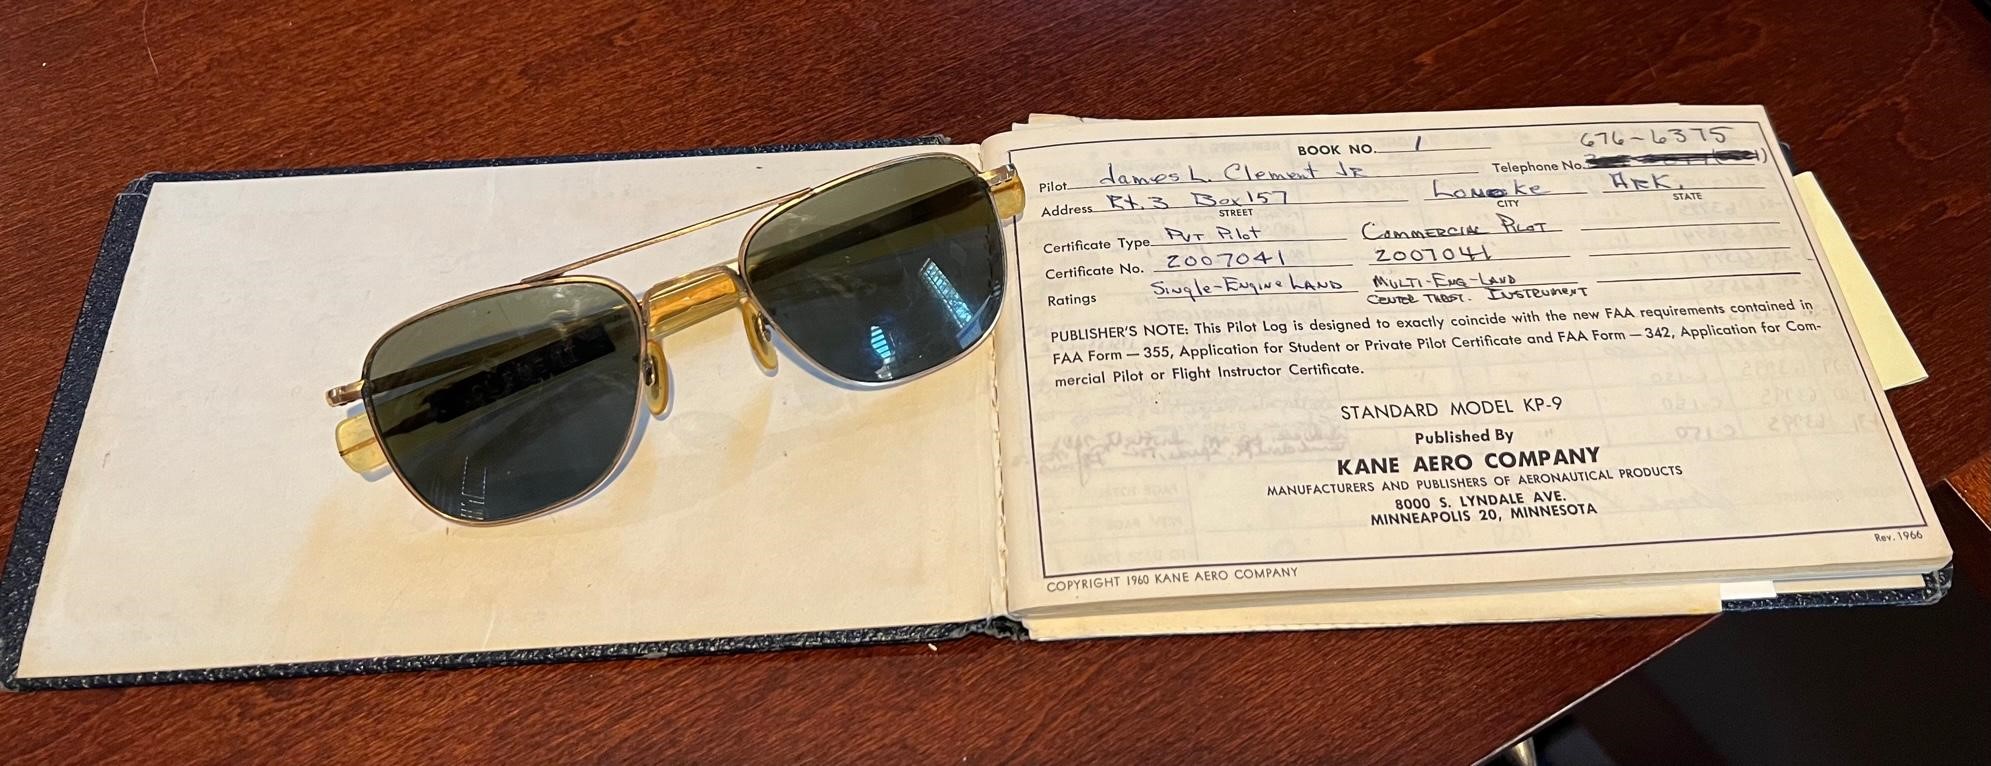 676-6375
BOOK NO. 1
Pilot James L. Clement JR Telephone No.
Address Rt. 3 Box 157 Lonoke ARK.
STREET CITY STATE
Certificate Type PVT Pilot COMMERCIAL PILOT
Certificate No. 2007041 2007041
Ratings Single-Engine LAND MULTI-ENG-LAND
CENTER THRST. INSTRUMENT
PUBLISHER'S NOTE: This Pilot Log is designed to exactly coincide with the new FAA requirements contained in
FAA Form — 355, Application for Student or Private Pilot Certificate and FAA Form — 342, Application for Com-
mercial Pilot or Flight Instructor Certificate.
STANDARD MODEL KP-9
Published By
KANE AERO COMPANY
MANUFACTURERS AND PUBLISHERS OF AERONAUTICAL PRODUCTS
8000 S. LYNDALE AVE.
MINNEAPOLIS 20, MINNESOTA
Rev. 1966
COPYRIGHT 1960 KANE AERO COMPANY